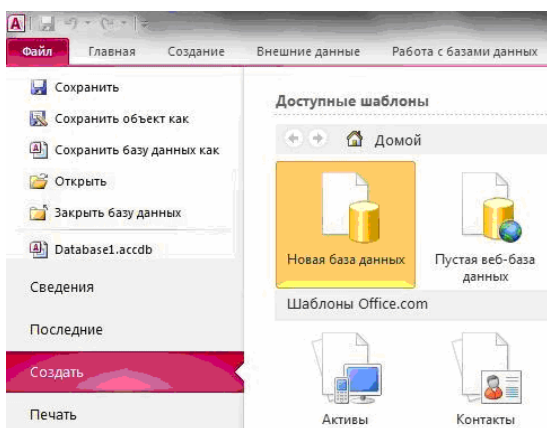 Файл Главная Создание Внешние данные Работа с базами данных
Сохранить
Сохранить объект как
Сохранить базу данных как
Открыть
Закрыть базу данных
Database1.accdb
Сведения
Последние
Создать
Печать
Доступные шаблоны
Домой
Новая база данных
Пустая веб-база
данных
Шаблоны Office.com
Активы
Контакты